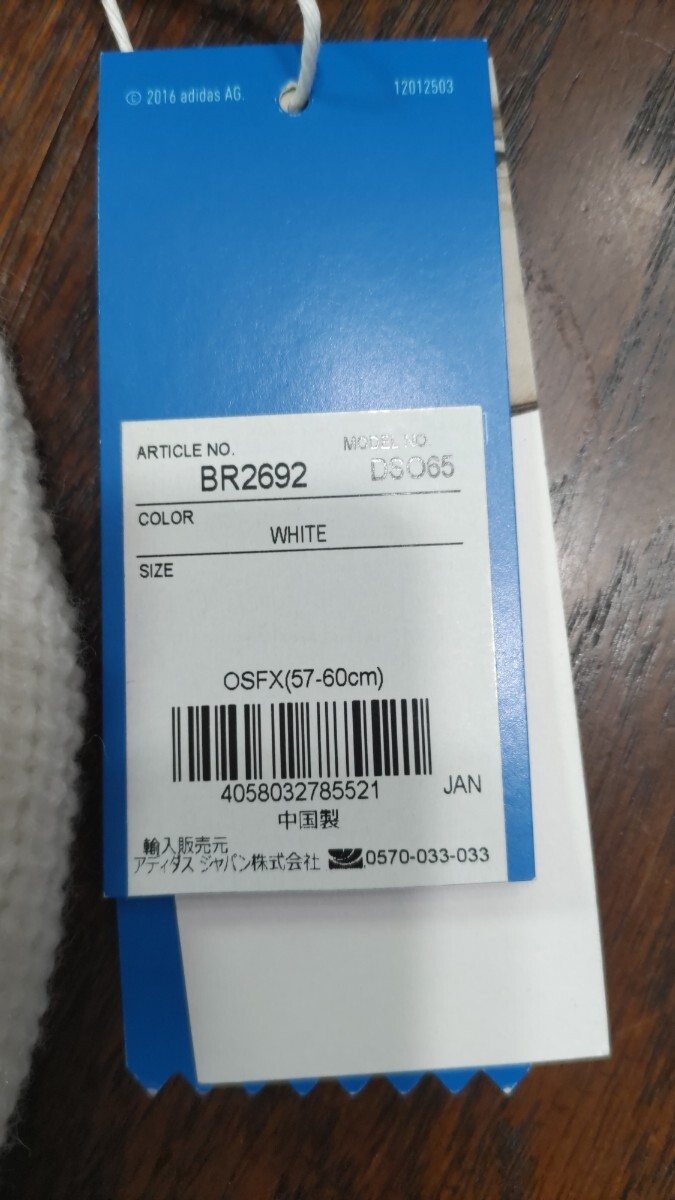 © 2016 adidas AG. 12012503
ARTICLE NO. MODEL NO.
BR2692 DSO65
COLOR
WHITE
SIZE
OSFX(57-60cm)
4058032785521 JAN
中国製
輸入販売元
アディダス ジャパン株式会社 0570-033-033